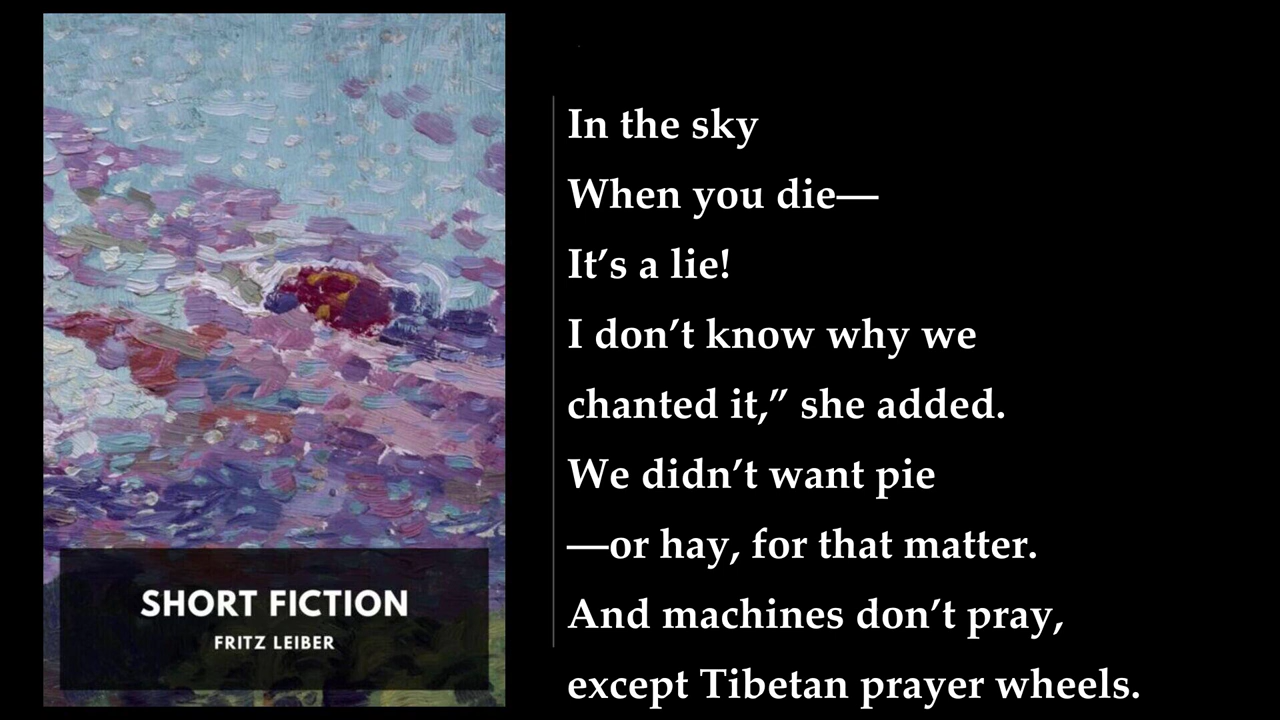 SHORT FICTION
FRITZ LEIBER
In the sky
When you die—
It’s a lie!
I don’t know why we
chanted it,” she added.
We didn’t want pie
—or hay, for that matter.
And machines don’t pray,
except Tibetan prayer wheels.